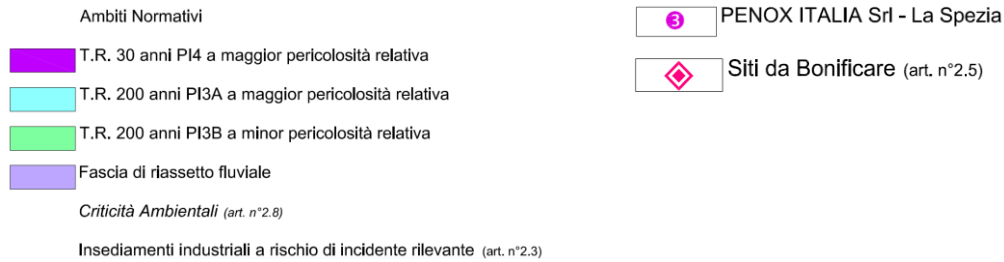 Ambiti Normativi
T.R. 30 anni PI4 a maggior pericolosità relativa
T.R. 200 anni PI3A a maggior pericolosità relativa
T.R. 200 anni PI3B a minor pericolosità relativa
Fascia di riassetto fluviale
Criticità Ambientali (art. n°2.8)
Insediamenti industriali a rischio di incidente rilevante (art. n°2.3)
3 PENOX ITALIA Srl - La Spezia
Siti da Bonificare (art. n°2.5)